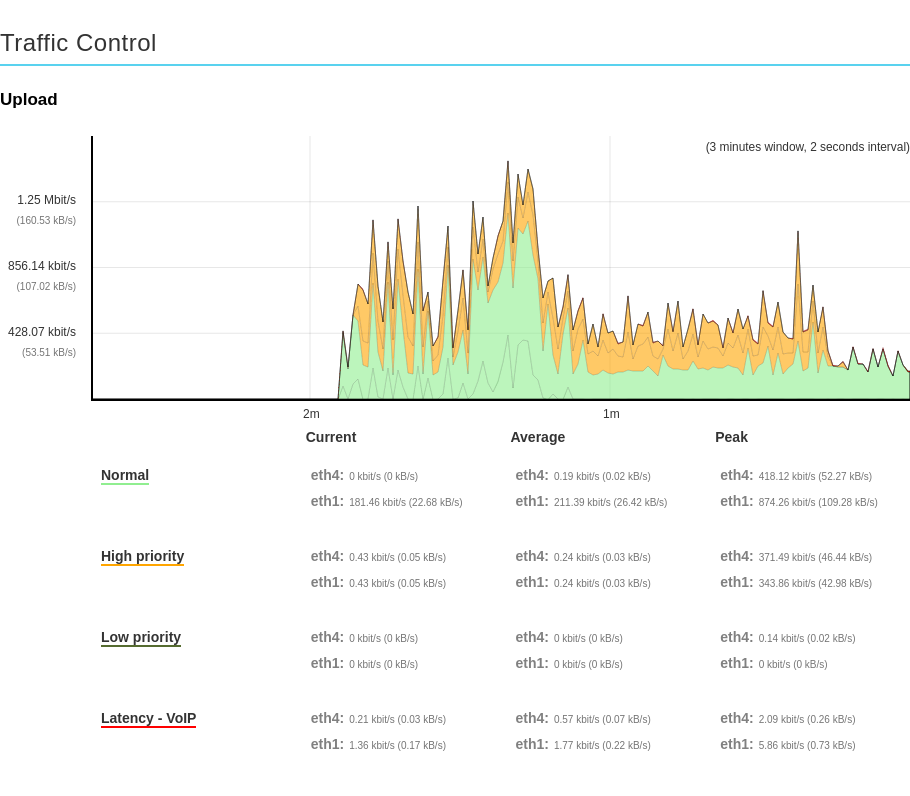 Traffic Control
Upload
(3 minutes window, 2 seconds interval)
1.25 Mbit/s
(160.53 kB/s)
856.14 kbit/s
(107.02 kB/s)
428.07 kbit/s
(53.51 kB/s)
2m 1m
Current Average Peak
Normal eth4: 0 kbit/s (0 kB/s) eth4: 0.19 kbit/s (0.02 kB/s) eth4: 418.12 kbit/s (52.27 kB/s)
eth1: 181.46 kbit/s (22.68 kB/s) eth1: 211.39 kbit/s (26.42 kB/s) eth1: 874.26 kbit/s (109.28 kB/s)
High priority eth4: 0.43 kbit/s (0.05 kB/s) eth4: 0.24 kbit/s (0.03 kB/s) eth4: 371.49 kbit/s (46.44 kB/s)
eth1: 0.43 kbit/s (0.05 kB/s) eth1: 0.24 kbit/s (0.03 kB/s) eth1: 343.86 kbit/s (42.98 kB/s)
Low priority eth4: 0 kbit/s (0 kB/s) eth4: 0 kbit/s (0 kB/s) eth4: 0.14 kbit/s (0.02 kB/s)
eth1: 0 kbit/s (0 kB/s) eth1: 0 kbit/s (0 kB/s) eth1: 0 kbit/s (0 kB/s)
Latency - VoIP eth4: 0.21 kbit/s (0.03 kB/s) eth4: 0.57 kbit/s (0.07 kB/s) eth4: 2.09 kbit/s (0.26 kB/s)
eth1: 1.36 kbit/s (0.17 kB/s) eth1: 1.77 kbit/s (0.22 kB/s) eth1: 5.86 kbit/s (0.73 kB/s)